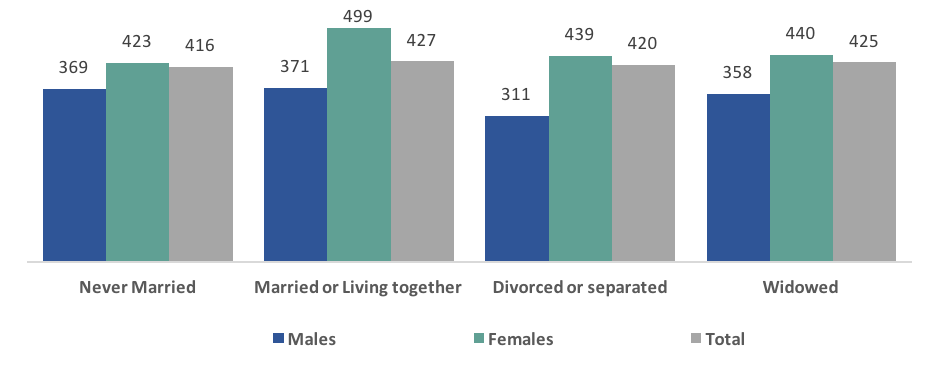 369 423 416
371 499 427
311 439 420
358 440 425
Never Married Married or Living together Divorced or separated Widowed
Males Females Total